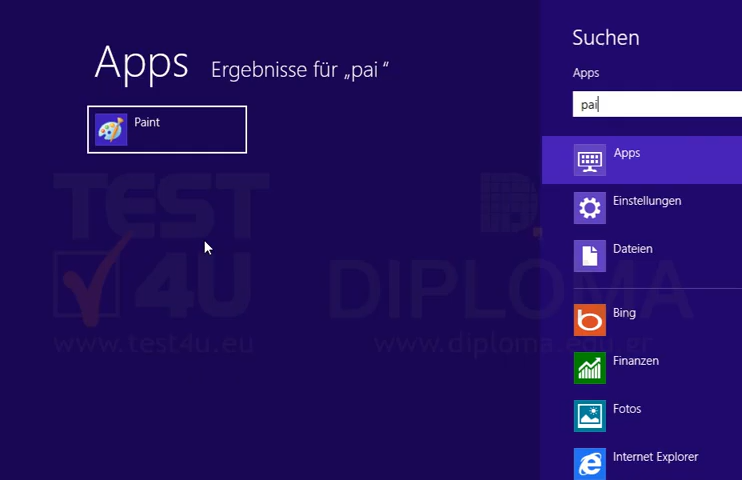 Apps Ergebnisse für „pai “
Paint
Suchen
Apps
pai
Apps
Einstellungen
Dateien
Bing
Finanzen
Fotos
Internet Explorer
TEST
4U
www.test4u.eu
D.
DIPLOMA
www.diploma.edu.gr